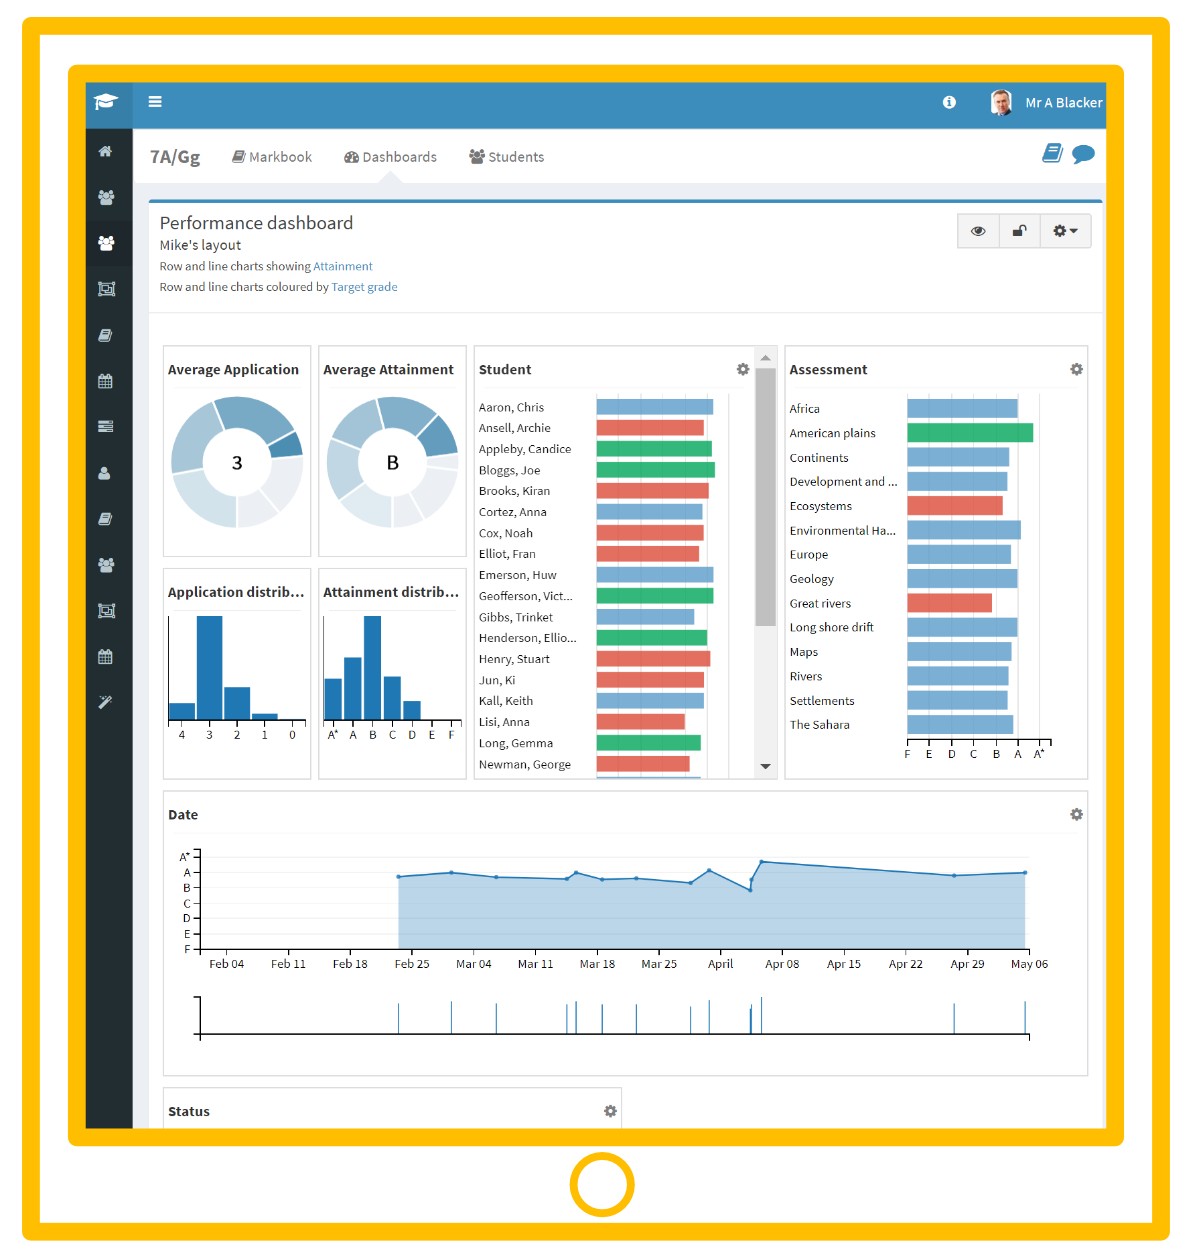 Mr A Blacker
7A/Gg Markbook Dashboards Students
Performance dashboard
Mike's layout
Row and line charts showing Attainment
Row and line charts coloured by Target grade
Average Application
3
Average Attainment
B
Application distrib...
4 3 2 1 0
Attainment distrib...
A* A B C D E F
Student
Aaron, Chris
Ansell, Archie
Appleby, Candice
Bloggs, Joe
Brooks, Kiran
Cortez, Anna
Cox, Noah
Elliot, Fran
Emerson, Huw
Geofferson, Vict...
Gibbs, Trinket
Henderson, Ellio...
Henry, Stuart
Jun, Ki
Kall, Keith
Lisi, Anna
Long, Gemma
Newman, George
Assessment
Africa
American plains
Continents
Development and ...
Ecosystems
Environmental Ha...
Europe
Geology
Great rivers
Long shore drift
Maps
Rivers
Settlements
The Sahara
F E D C B A A*
Date
A*
A
B
C
D
E
F
Feb 04 Feb 11 Feb 18 Feb 25 Mar 04 Mar 11 Mar 18 Mar 25 April Apr 08 Apr 15 Apr 22 Apr 29 May 06
Status